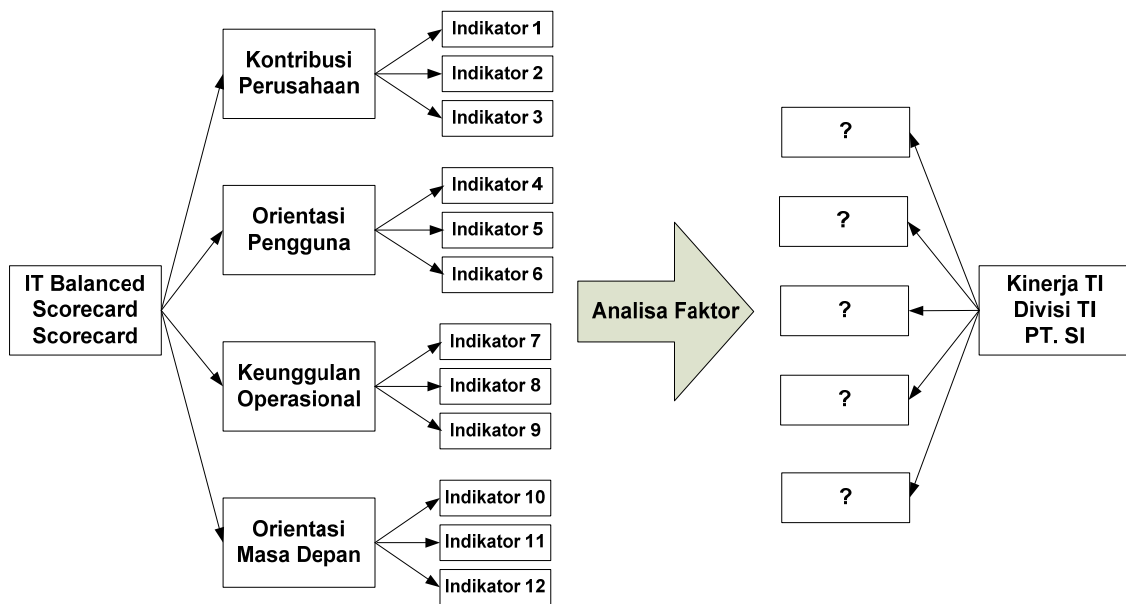 IT Balanced
Scorecard
Scorecard
Kontribusi
Perusahaan
Indikator 1
Indikator 2
Indikator 3
Orientasi
Pengguna
Indikator 4
Indikator 5
Indikator 6
Keunggulan
Operasional
Indikator 7
Indikator 8
Indikator 9
Orientasi
Masa Depan
Indikator 10
Indikator 11
Indikator 12
Analisa Faktor
?
?
?
?
?
Kinerja TI
Divisi TI
PT. SI